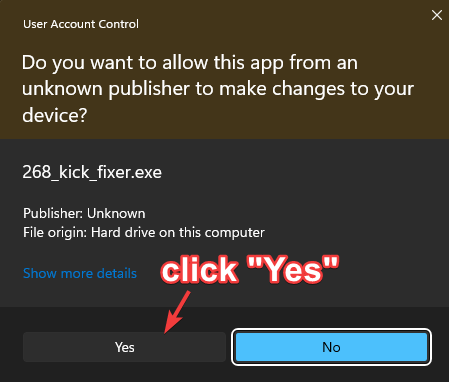 User Account Control
Do you want to allow this app from an
unknown publisher to make changes to your
device?
268_kick_fixer.exe
Publisher: Unknown
File origin: Hard drive on this computer
Show more details
click "Yes"
Yes
No